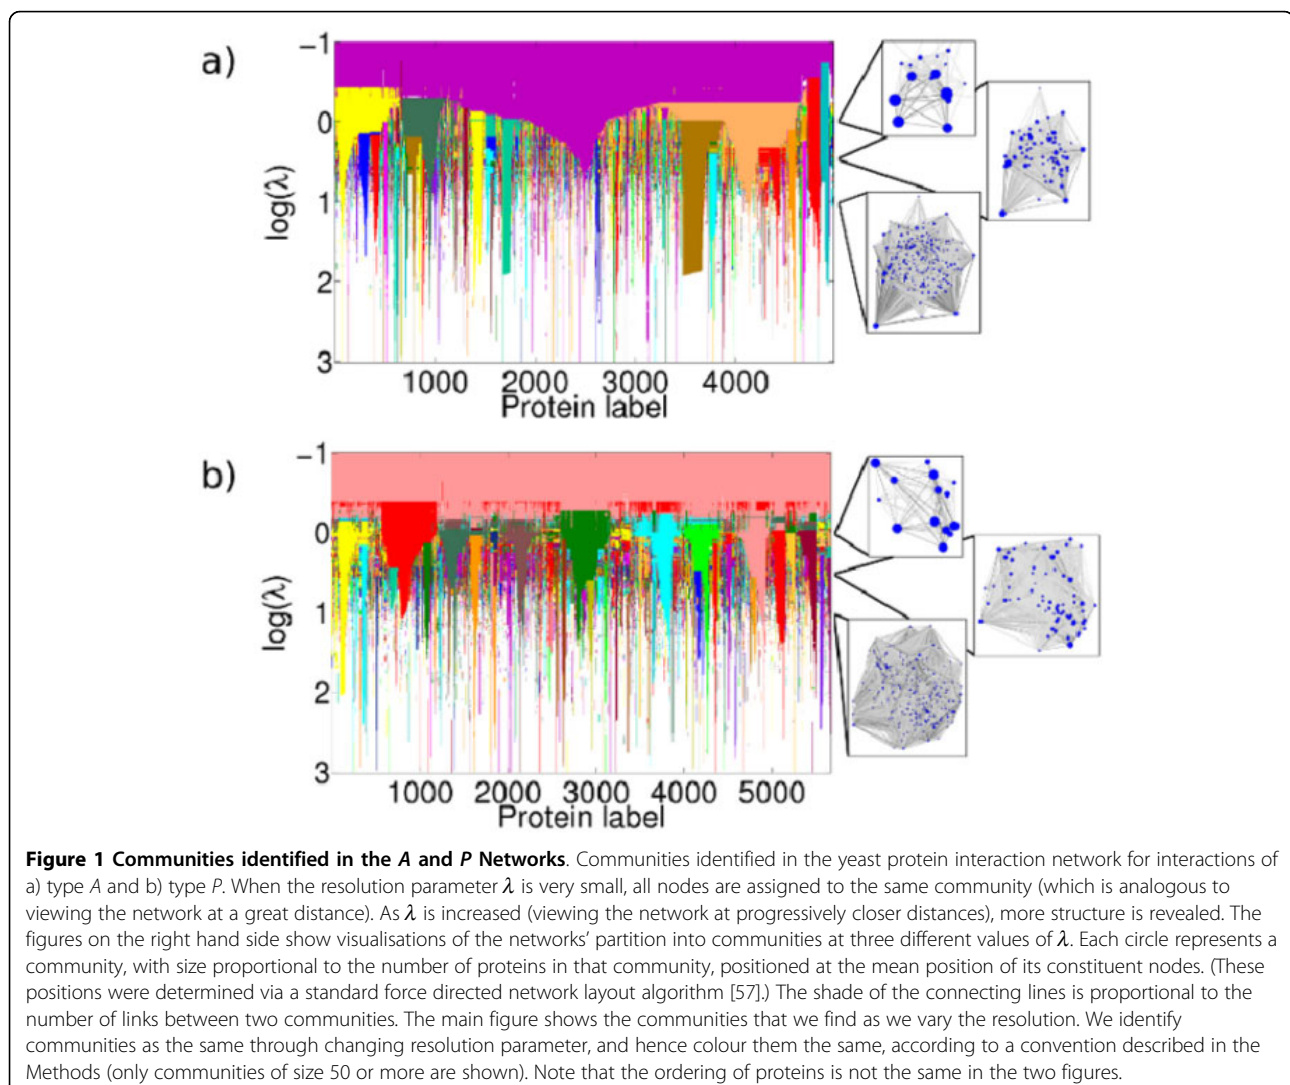 a)
−1
0
1
2
3
log(λ)
1000 2000 3000 4000
Protein label
b)
−1
0
1
2
3
log(λ)
1000 2000 3000 4000 5000
Protein label
Figure 1 Communities identified in the A and P Networks. Communities identified in the yeast protein interaction network for interactions of
a) type A and b) type P. When the resolution parameter λ is very small, all nodes are assigned to the same community (which is analogous to
viewing the network at a great distance). As λ is increased (viewing the network at progressively closer distances), more structure is revealed. The
figures on the right hand side show visualisations of the networks' partition into communities at three different values of λ. Each circle represents a
community, with size proportional to the number of proteins in that community, positioned at the mean position of its constituent nodes. (These
positions were determined via a standard force directed network layout algorithm [57].) The shade of the connecting lines is proportional to the
number of links between two communities. The main figure shows the communities that we find as we vary the resolution. We identify
communities as the same through changing resolution parameter, and hence colour them the same, according to a convention described in the
Methods (only communities of size 50 or more are shown). Note that the ordering of proteins is not the same in the two figures.